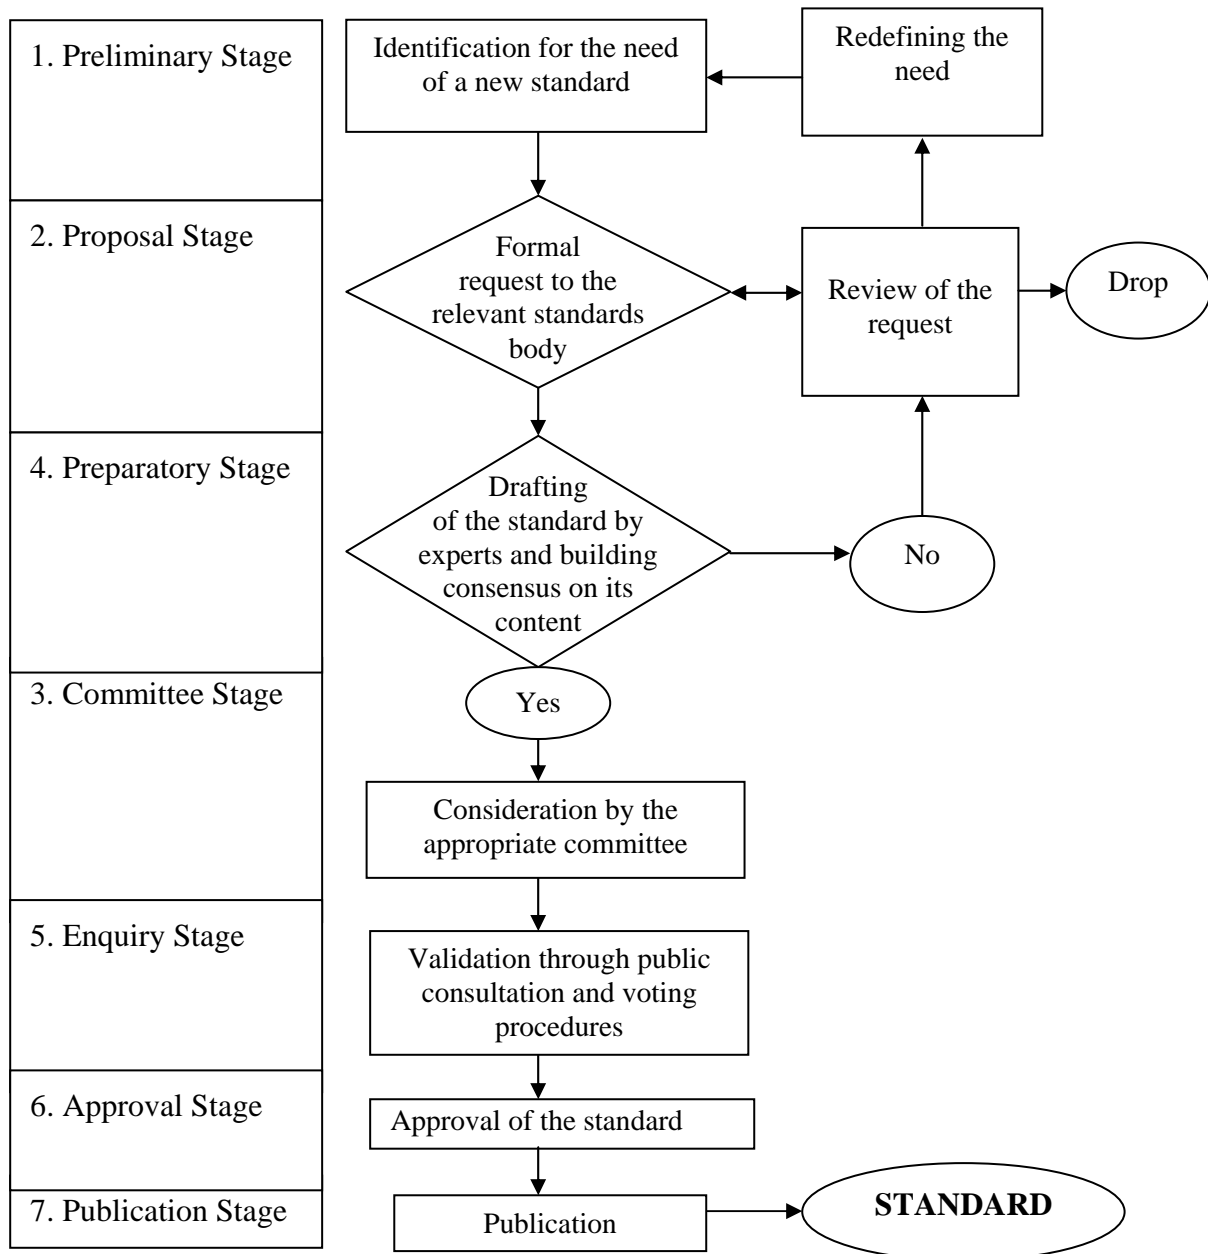 1. Preliminary Stage
Identification for the need
of a new standard
Redefining the
need
2. Proposal Stage
Formal
request to the
relevant standards
body
Review of the
request
Drop
4. Preparatory Stage
Drafting
of the standard by
experts and building
consensus on its
content
No
3. Committee Stage
Yes
Consideration by the
appropriate committee
5. Enquiry Stage
Validation through public
consultation and voting
procedures
6. Approval Stage
Approval of the standard
7. Publication Stage
Publication
STANDARD